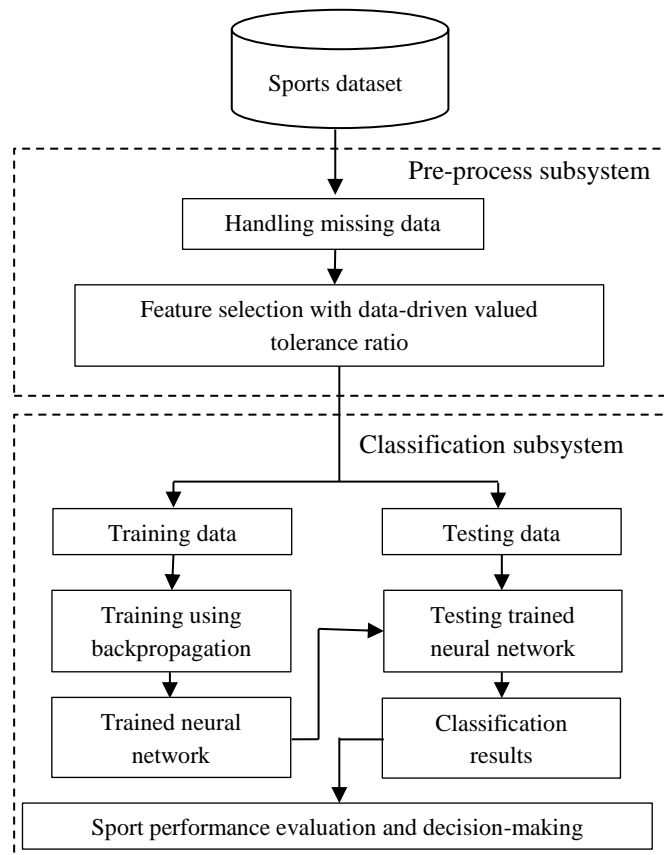 Sports dataset
Pre-process subsystem
Handling missing data
Feature selection with data-driven valued
tolerance ratio
Classification subsystem
Training data
Testing data
Training using
backpropagation
Testing trained
neural network
Trained neural
network
Classification
results
Sport performance evaluation and decision-making